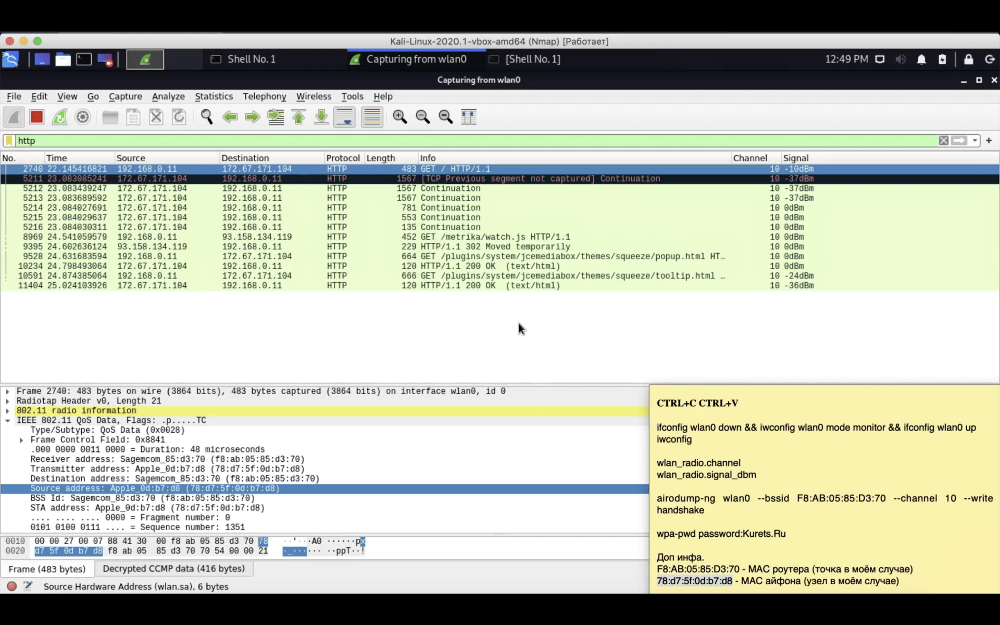 Kali-Linux-2020.1-vbox-amd64 (Nmap) [Работает]
Shell No. 1
Capturing from wlan0
[Shell No. 1]
12:49 PM
Capturing from wlan0
File Edit View Go Capture Analyze Statistics Telephony Wireless Tools Help
http
No. Time Source Destination Protocol Length Info Channel Signal
2740 22.145416821 192.168.0.11 172.67.171.104 HTTP 483 GET / HTTP/1.1 10 -10dBm
5211 23.083085241 172.67.171.104 192.168.0.11 HTTP 1567 [TCP Previous segment not captured] Continuation 10 -37dBm
5212 23.083439247 172.67.171.104 192.168.0.11 HTTP 1567 Continuation 10 -37dBm
5213 23.083689592 172.67.171.104 192.168.0.11 HTTP 1567 Continuation 10 -37dBm
5214 23.084027691 172.67.171.104 192.168.0.11 HTTP 781 Continuation 10 0dBm
5215 23.084029637 172.67.171.104 192.168.0.11 HTTP 553 Continuation 10 0dBm
5216 23.084030311 172.67.171.104 192.168.0.11 HTTP 135 Continuation 10 0dBm
8969 24.541059579 192.168.0.11 93.158.134.119 HTTP 452 GET /metrika/watch.js HTTP/1.1 10 0dBm
9395 24.602636124 93.158.134.119 192.168.0.11 HTTP 229 HTTP/1.1 302 Moved temporarily 10 0dBm
9528 24.631683594 192.168.0.11 172.67.171.104 HTTP 664 GET /plugins/system/jcemediabox/themes/squeeze/popup.html HT… 10 0dBm
10234 24.798493064 172.67.171.104 192.168.0.11 HTTP 120 HTTP/1.1 200 OK (text/html) 10 0dBm
10591 24.874385064 192.168.0.11 172.67.171.104 HTTP 666 GET /plugins/system/jcemediabox/themes/squeeze/tooltip.html … 10 -24dBm
11404 25.024103926 172.67.171.104 192.168.0.11 HTTP 120 HTTP/1.1 200 OK (text/html) 10 -36dBm
Frame 2740: 483 bytes on wire (3864 bits), 483 bytes captured (3864 bits) on interface wlan0, id 0
Radiotap Header v0, Length 21
802.11 radio information
IEEE 802.11 QoS Data, Flags: .p.....TC
Type/Subtype: QoS Data (0x0028)
Frame Control Field: 0x8841
.000 0000 0011 0000 = Duration: 48 microseconds
Receiver address: Sagemcom_85:d3:70 (f8:ab:05:85:d3:70)
Transmitter address: Apple_0d:b7:d8 (78:d7:5f:0d:b7:d8)
Destination address: Sagemcom_85:d3:70 (f8:ab:05:85:d3:70)
Source address: Apple_0d:b7:d8 (78:d7:5f:0d:b7:d8)
BSS Id: Sagemcom_85:d3:70 (f8:ab:05:85:d3:70)
STA address: Apple_0d:b7:d8 (78:d7:5f:0d:b7:d8)
.... .... .... 0000 = Fragment number: 0
0101 0100 0111 .... = Sequence number: 1351
0010 00 00 27 00 07 88 41 30 00 f8 ab 05 85 d3 70 78 ··'···A0 ······px
0020 d7 5f 0d b7 d8 f8 ab 05 85 d3 70 70 54 00 00 21 ·_······ ··ppT··!
Frame (483 bytes)
Decrypted CCMP data (416 bytes)
Source Hardware Address (wlan.sa), 6 bytes
CTRL+C CTRL+V
ifconfig wlan0 down && iwconfig wlan0 mode monitor && ifconfig wlan0 up
iwconfig
wlan_radio.channel
wlan_radio.signal_dbm
airodump-ng wlan0 --bssid F8:AB:05:85:D3:70 --channel 10 --write
handshake
wpa-pwd password:Kurets.Ru
Доп инфа.
F8:AB:05:85:D3:70 - MAC роутера (точка в моём случае)
78:d7:5f:0d:b7:d8 - MAC айфона (узел в моём случае)